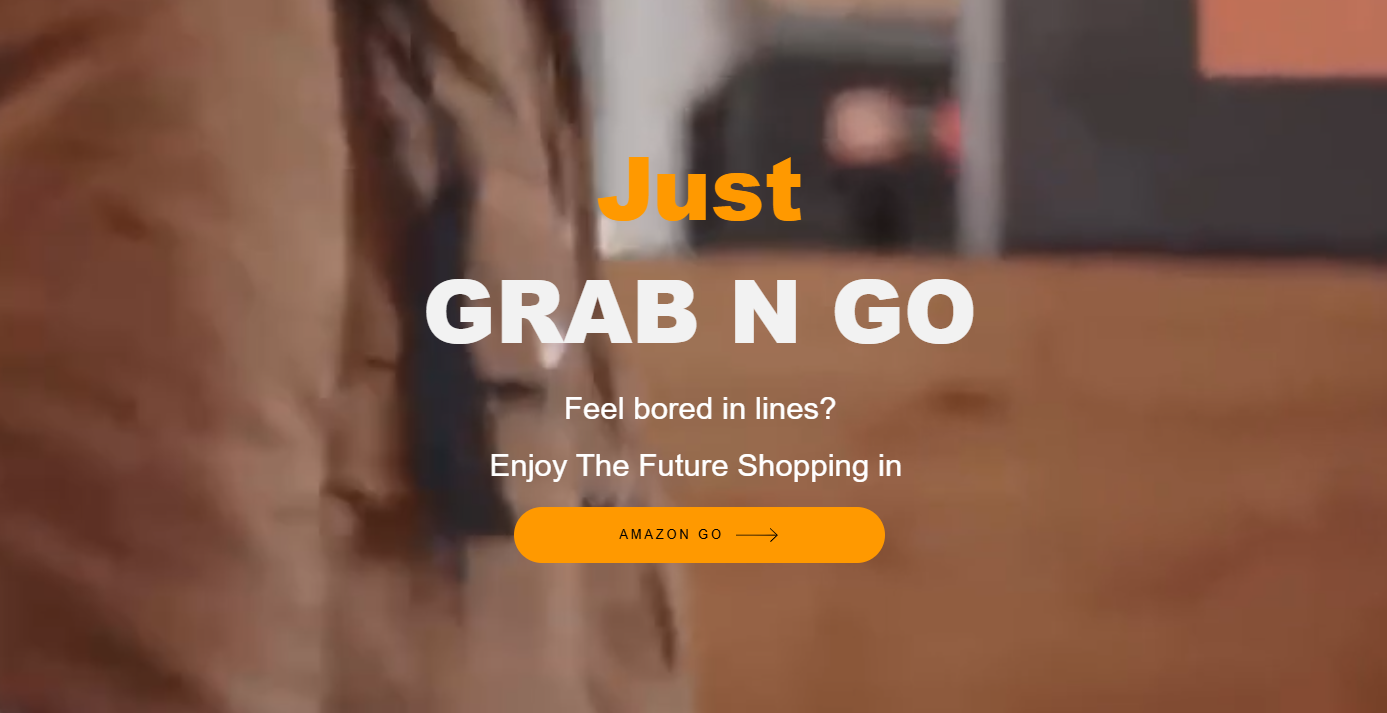 Just
GRAB N GO
Feel bored in lines?
Enjoy The Future Shopping in
AMAZON GO